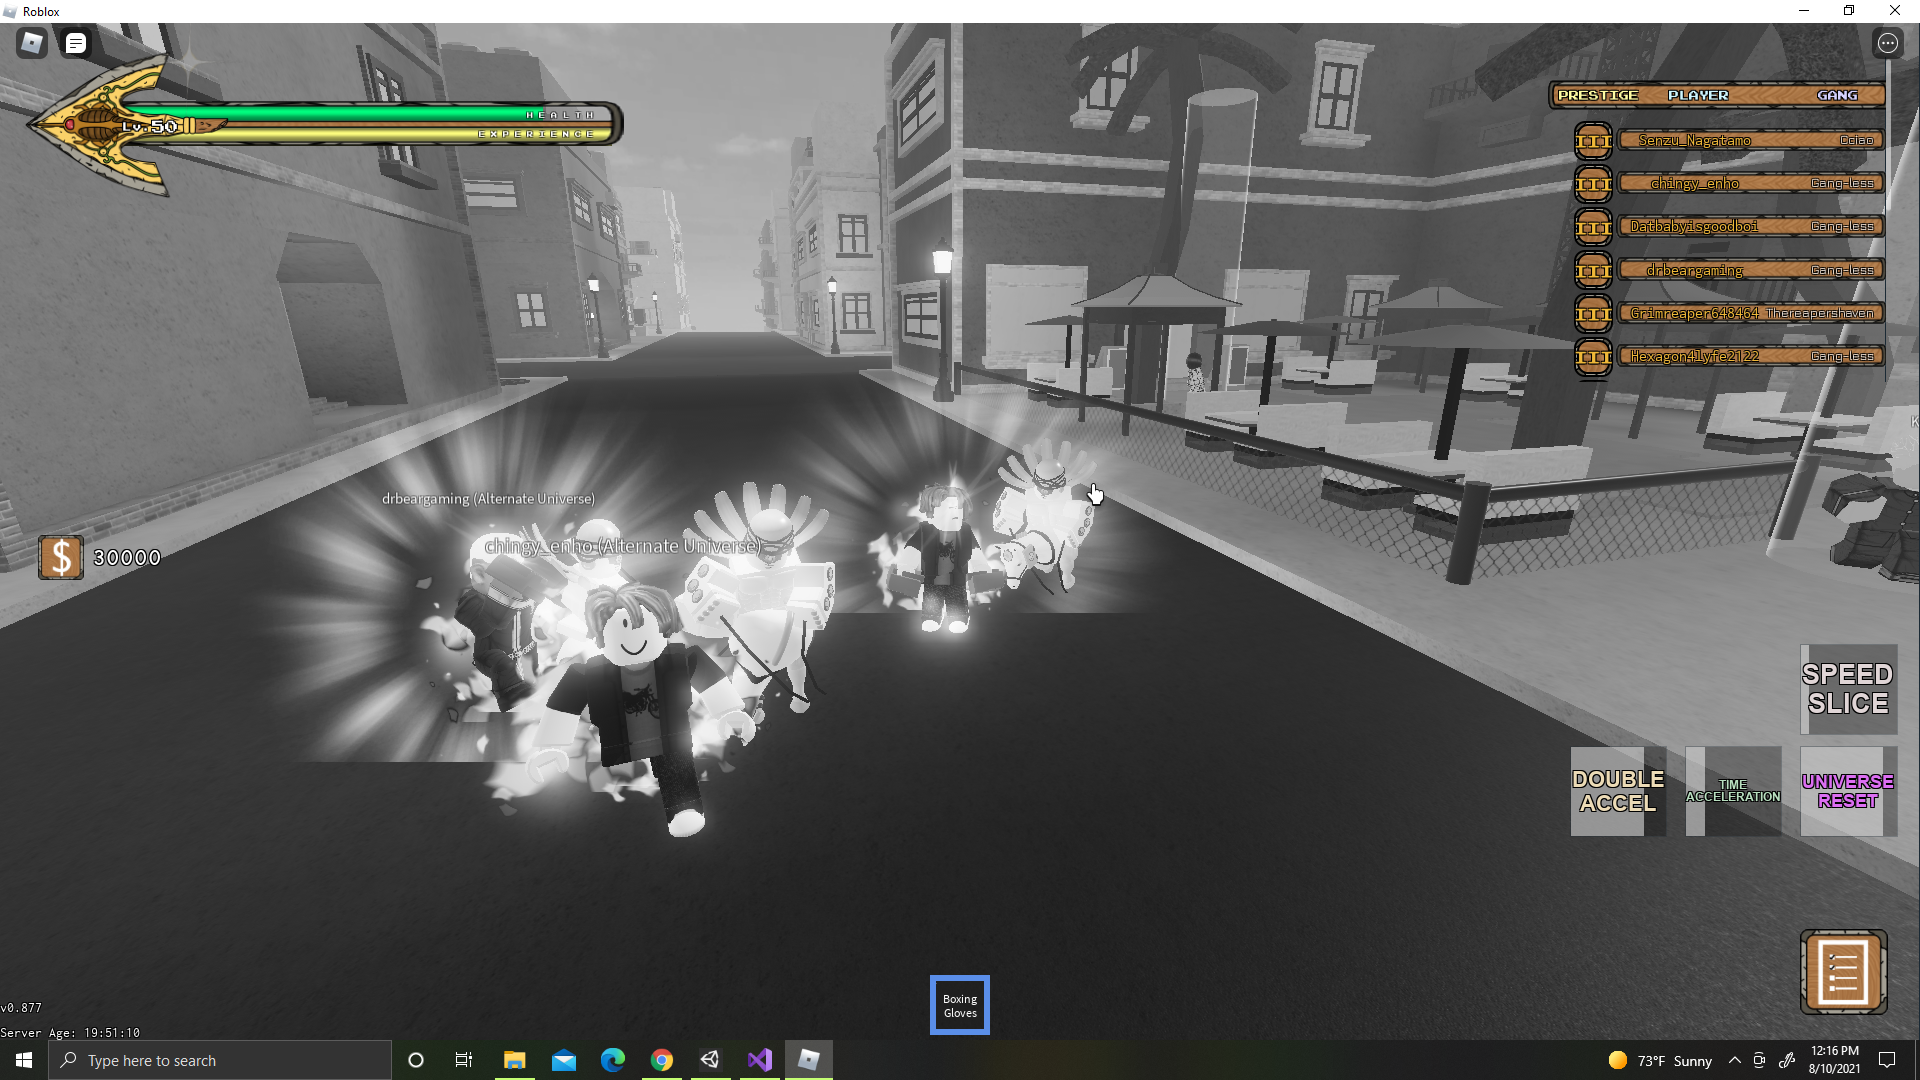 Roblox
HEALTH
Lv.50
EXPERIENCE
PRESTIGE PLAYER GANG
III Senzu_Nagatamo Cciao
III chingy_enho Gang-less
III Datbabyisgoodboi Gang-less
III drbeargaming Gang-less
III Grimreaper648464 Thereapershaven
III Hexagon4lyfe2122 Gang-less
K
drbeargaming (Alternate Universe)
chingy_enho (Alternate Universe)
$ 30000
SPEED
SLICE
DOUBLE
ACCEL
TIME
ACCELERATION
UNIVERSE
RESET
Boxing
Gloves
v0.877
Server Age: 19:51:10
Type here to search
73°F Sunny
12:16 PM
8/10/2021